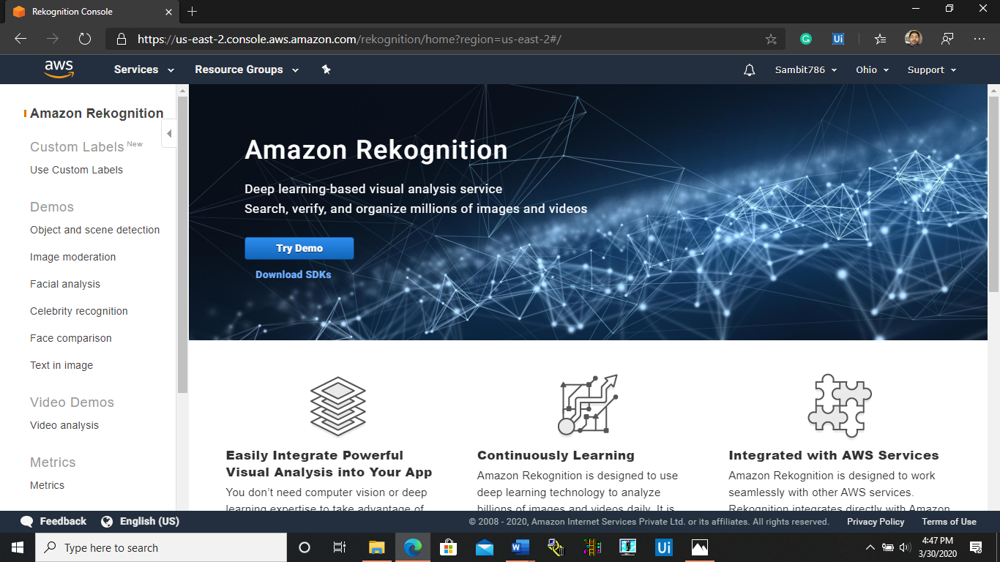 Rekognition Console
https://us-east-2.console.aws.amazon.com/rekognition/home?region=us-east-2#/
Ui
aws
Services
Resource Groups
Sambit786
Ohio
Support
Amazon Rekognition
Custom Labels New
Use Custom Labels
Demos
Object and scene detection
Image moderation
Facial analysis
Celebrity recognition
Face comparison
Text in image
Video Demos
Video analysis
Metrics
Metrics
Amazon Rekognition
Deep learning-based visual analysis service
Search, verify, and organize millions of images and videos
Try Demo
Download SDKs
Easily Integrate Powerful
Visual Analysis into Your App
You don’t need computer vision or deep
learning expertise to take advantage of
Continuously Learning
Amazon Rekognition is designed to use
deep learning technology to analyze
billions of images and videos daily. It is
Integrated with AWS Services
Amazon Rekognition is designed to work
seamlessly with other AWS services.
Rekognition integrates directly with Amazon
Feedback
English (US)
© 2008 - 2020, Amazon Internet Services Private Ltd. or its affiliates. All rights reserved.
Privacy Policy
Terms of Use
Type here to search
Ui
4:47 PM
3/30/2020